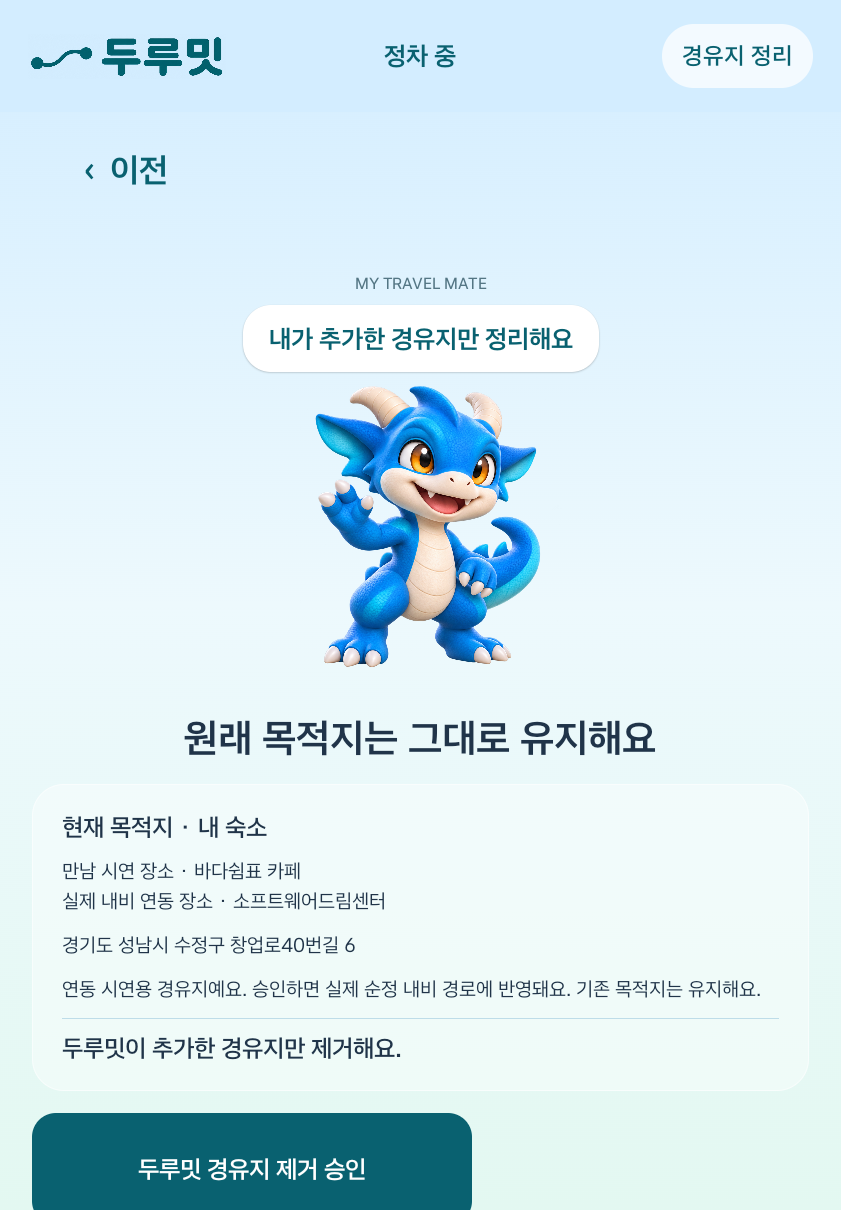 두루밋
정차 중
경유지 정리
‹ 이전
MY TRAVEL MATE
내가 추가한 경유지만 정리해요
원래 목적지는 그대로 유지해요
현재 목적지 · 내 숙소
만남 시연 장소 · 바다쉼표 카페
실제 내비 연동 장소 · 소프트웨어드림센터
경기도 성남시 수정구 창업로40번길 6
연동 시연용 경유지예요. 승인하면 실제 순정 내비 경로에 반영돼요. 기존 목적지는 유지해요.
두루밋이 추가한 경유지만 제거해요.
두루밋 경유지 제거 승인